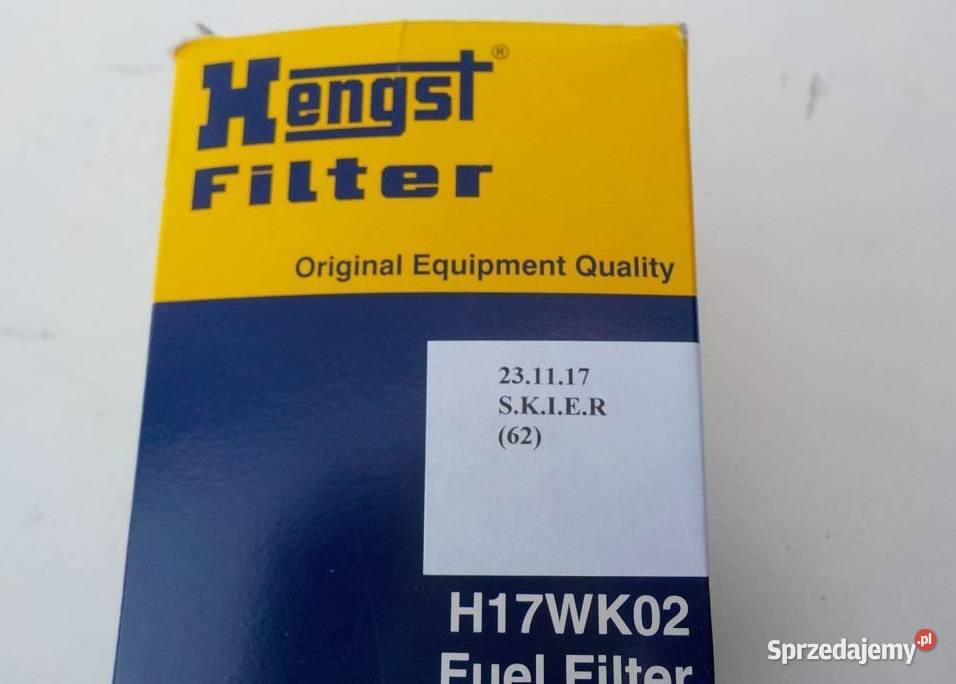 Hengst®
Filter
Original Equipment Quality
23.11.17
S.K.I.E.R
(62)
H17WK02
Fuel Filter
Sprzedajemy.pl